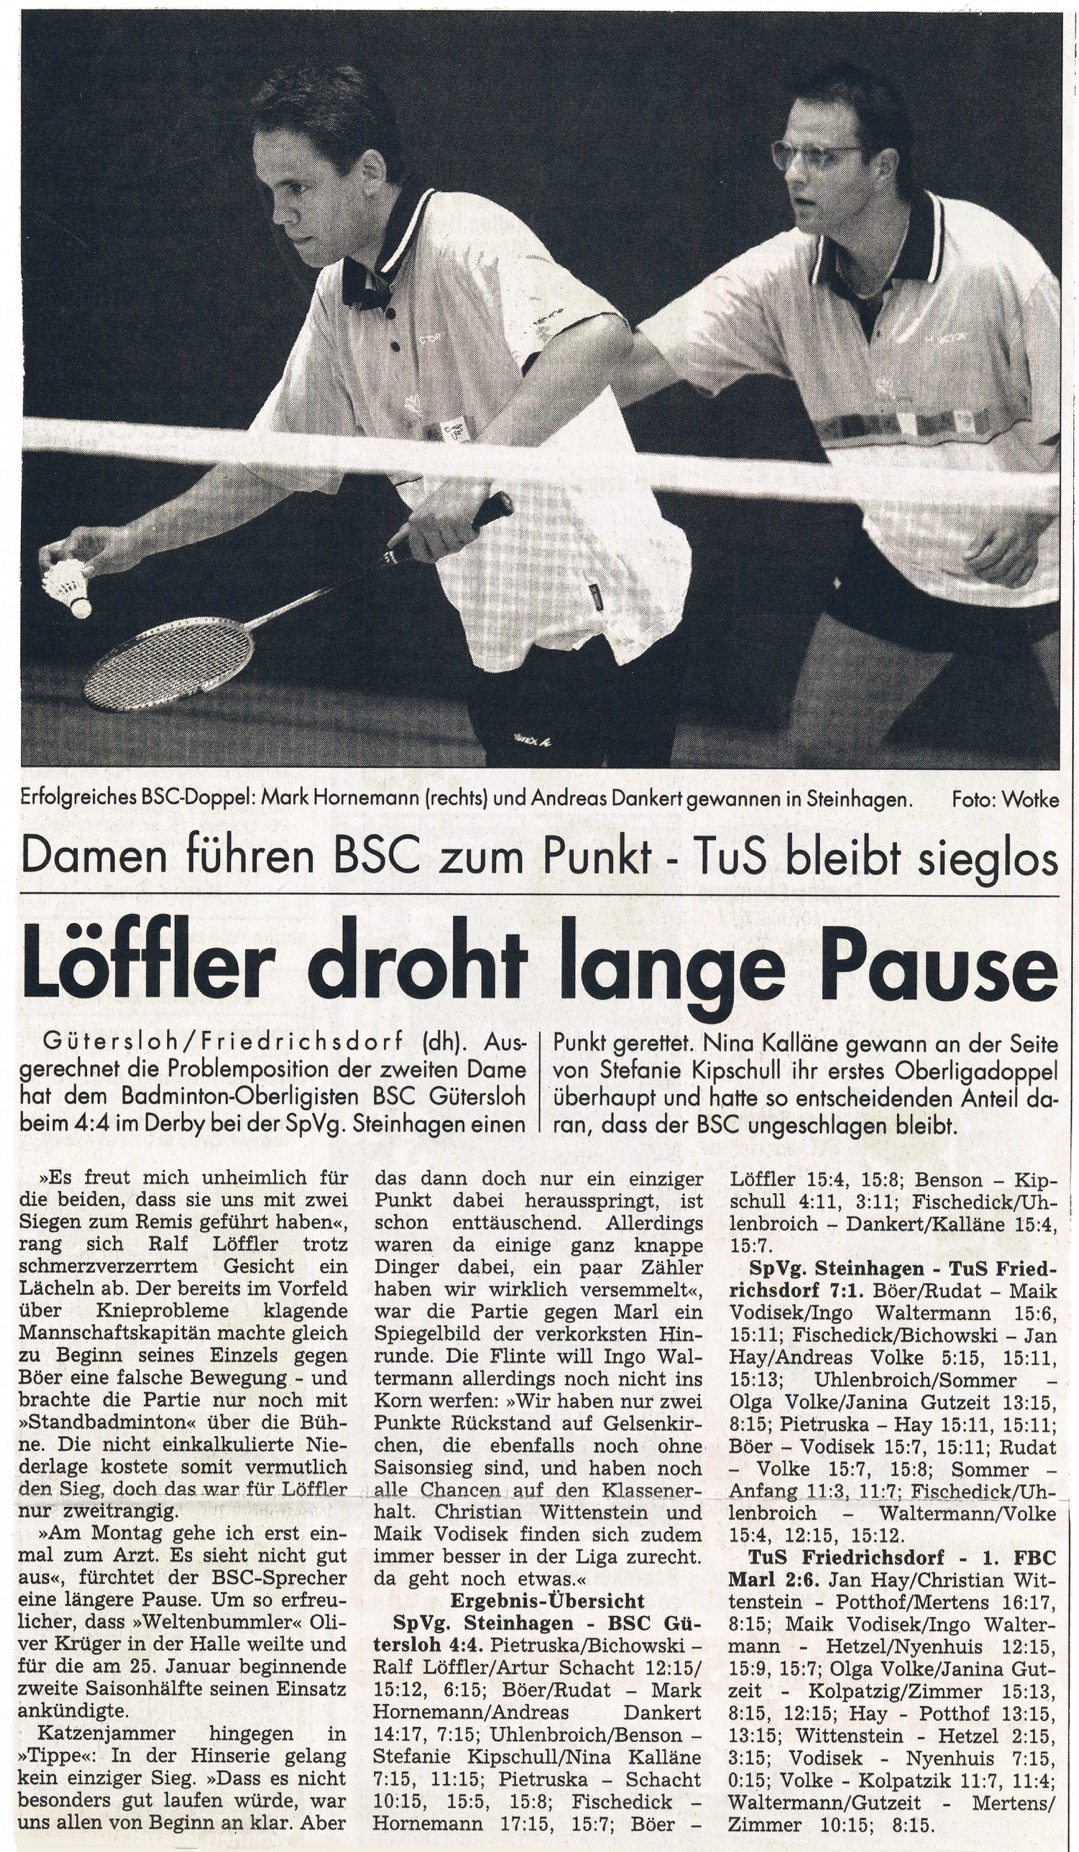 Erfolgreiches BSC-Doppel: Mark Hornemann (rechts) und Andreas Dankert gewannen in Steinhagen. Foto: Wotke
Damen führen BSC zum Punkt - TuS bleibt sieglos
Löffler droht lange Pause
Gütersloh/Friedrichsdorf (dh). Aus-
gerechnet die Problemposition der zweiten Dame
hat dem Badminton-Oberligisten BSC Gütersloh
beim 4:4 im Derby bei der SpVg. Steinhagen einen
Punkt gerettet. Nina Kalläne gewann an der Seite
von Stefanie Kipschull ihr erstes Oberligadoppel
überhaupt und hatte so entscheidenden Anteil da-
ran, dass der BSC ungeschlagen bleibt.
»Es freut mich unheimlich für
die beiden, dass sie uns mit zwei
Siegen zum Remis geführt haben«,
rang sich Ralf Löffler trotz
schmerzverzerrtem Gesicht ein
Lächeln ab. Der bereits im Vorfeld
über Knieprobleme klagende
Mannschaftskapitän machte gleich
zu Beginn seines Einzels gegen
Böer eine falsche Bewegung - und
brachte die Partie nur noch mit
»Standbadminton« über die Büh-
ne. Die nicht einkalkulierte Nie-
derlage kostete somit vermutlich
den Sieg, doch das war für Löffler
nur zweitrangig.
»Am Montag gehe ich erst ein-
mal zum Arzt. Es sieht nicht gut
aus«, fürchtet der BSC-Sprecher
eine längere Pause. Um so erfreu-
licher, dass »Weltenbummler« Oli-
ver Krüger in der Halle weilte und
für die am 25. Januar beginnende
zweite Saisonhälfte seinen Einsatz
ankündigte.
Katzenjammer hingegen in
»Tippe«: In der Hinserie gelang
kein einziger Sieg. »Dass es nicht
besonders gut laufen würde, war
uns allen von Beginn an klar. Aber
das dann doch nur ein einziger
Punkt dabei herausspringt, ist
schon enttäuschend. Allerdings
waren da einige ganz knappe
Dinger dabei, ein paar Zähler
haben wir wirklich versemmelt«,
war die Partie gegen Marl ein
Spiegelbild der verkorksten Hin-
runde. Die Flinte will Ingo Wal-
termann allerdings noch nicht ins
Korn werfen: »Wir haben nur zwei
Punkte Rückstand auf Gelsenkir-
chen, die ebenfalls noch ohne
Saisonsieg sind, und haben noch
alle Chancen auf den Klassener-
halt. Christian Wittenstein und
Maik Vodisek finden sich zudem
immer besser in der Liga zurecht.
da geht noch etwas.«
Ergebnis-Übersicht
SpVg. Steinhagen - BSC Gü-
tersloh 4:4. Pietruska/Bichowski –
Ralf Löffler/Artur Schacht 12:15/
15:12, 6:15; Böer/Rudat – Mark
Hornemann/Andreas Dankert
14:17, 7:15; Uhlenbroich/Benson –
Stefanie Kipschull/Nina Kalläne
7:15, 11:15; Pietruska – Schacht
10:15, 15:5, 15:8; Fischedick –
Hornemann 17:15, 15:7; Böer –
Löffler 15:4, 15:8; Benson – Kip-
schull 4:11, 3:11; Fischedick/Uh-
lenbroich – Dankert/Kalläne 15:4,
15:7.
SpVg. Steinhagen - TuS Fried-
richsdorf 7:1. Böer/Rudat – Maik
Vodisek/Ingo Waltermann 15:6,
15:11; Fischedick/Bichowski – Jan
Hay/Andreas Volke 5:15, 15:11,
15:13; Uhlenbroich/Sommer –
Olga Volke/Janina Gutzeit 13:15,
8:15; Pietruska – Hay 15:11, 15:11;
Böer – Vodisek 15:7, 15:11; Rudat
– Volke 15:7, 15:8; Sommer –
Anfang 11:3, 11:7; Fischedick/Uh-
lenbroich – Waltermann/Volke
15:4, 12:15, 15:12.
TuS Friedrichsdorf - 1. FBC
Marl 2:6. Jan Hay/Christian Wit-
tenstein - Potthof/Mertens 16:17,
8:15; Maik Vodisek/Ingo Walter-
mann - Hetzel/Nyenhuis 12:15,
15:9, 15:7; Olga Volke/Janina Gut-
zeit - Kolpatzig/Zimmer 15:13,
8:15, 12:15; Hay - Potthof 13:15,
13:15; Wittenstein - Hetzel 2:15,
3:15; Vodisek - Nyenhuis 7:15,
0:15; Volke - Kolpatzik 11:7, 11:4;
Waltermann/Gutzeit - Mertens/
Zimmer 10:15; 8:15.